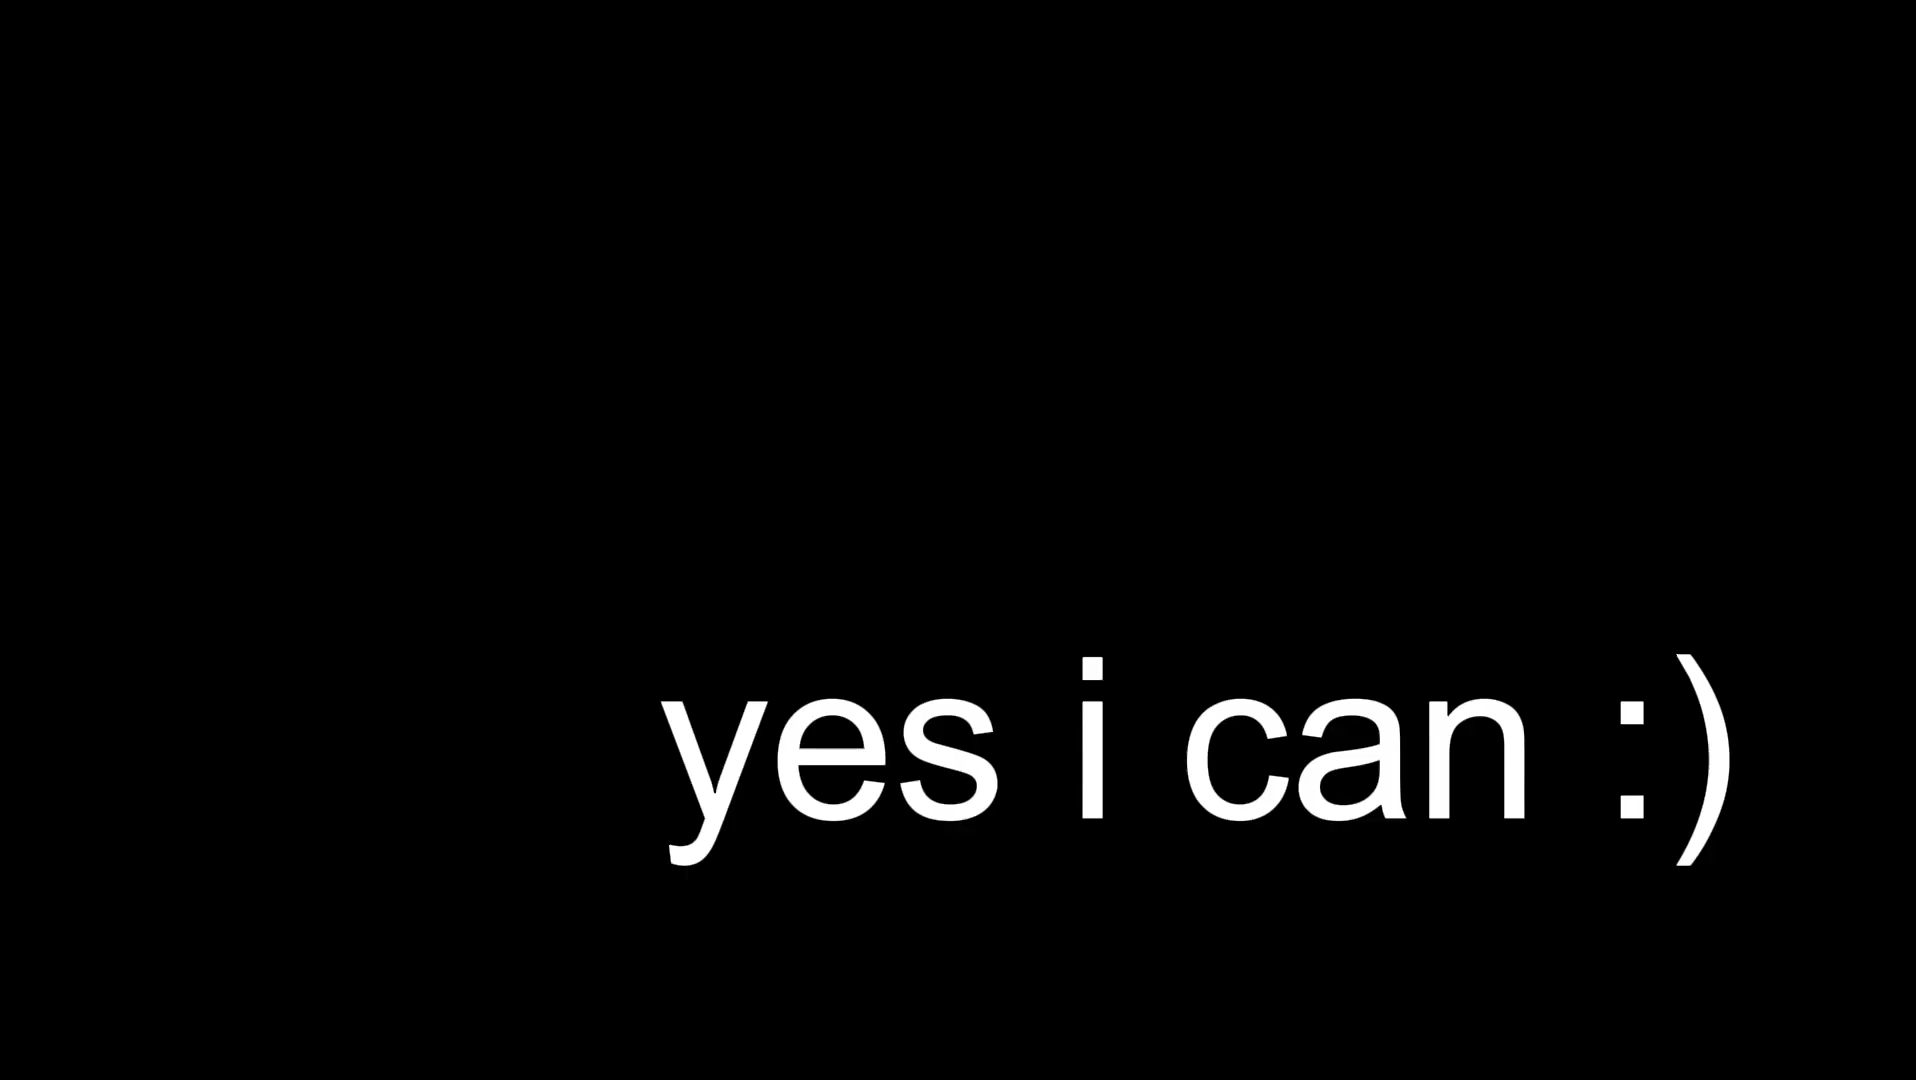 yes i can :)